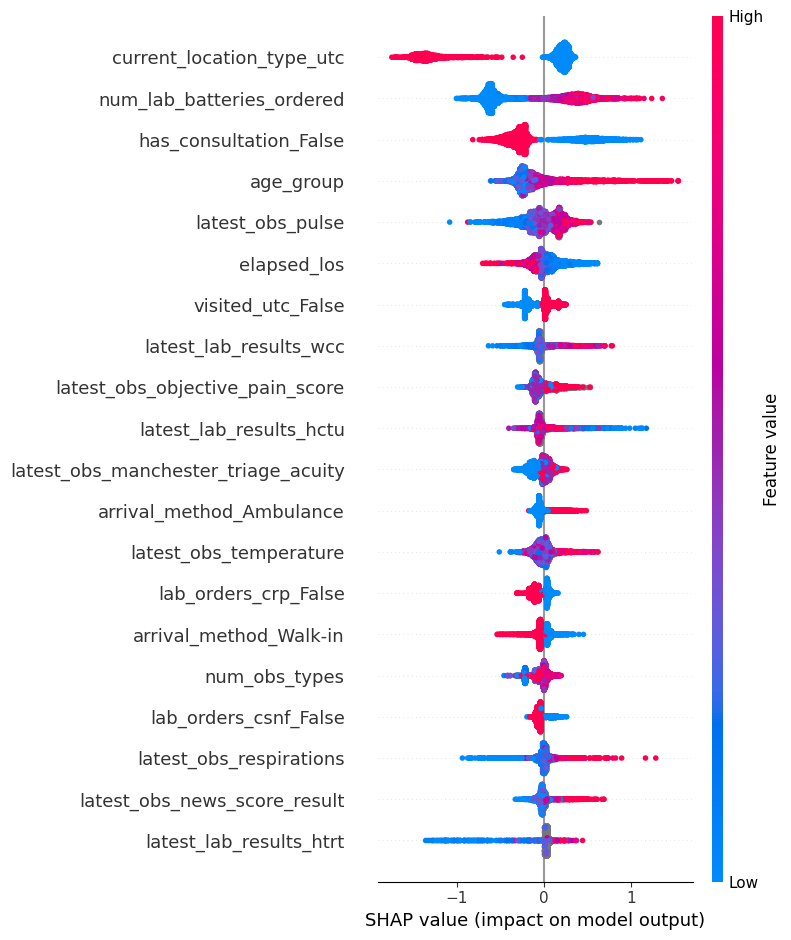 High
current_location_type_utc
num_lab_batteries_ordered
has_consultation_False
age_group
latest_obs_pulse
elapsed_los
visited_utc_False
latest_lab_results_wcc
latest_obs_objective_pain_score
latest_lab_results_hctu
latest_obs_manchester_triage_acuity
arrival_method_Ambulance
latest_obs_temperature
lab_orders_crp_False
arrival_method_Walk-in
num_obs_types
lab_orders_csnf_False
latest_obs_respirations
latest_obs_news_score_result
latest_lab_results_htrt
Feature value
Low
−1 0 1
SHAP value (impact on model output)